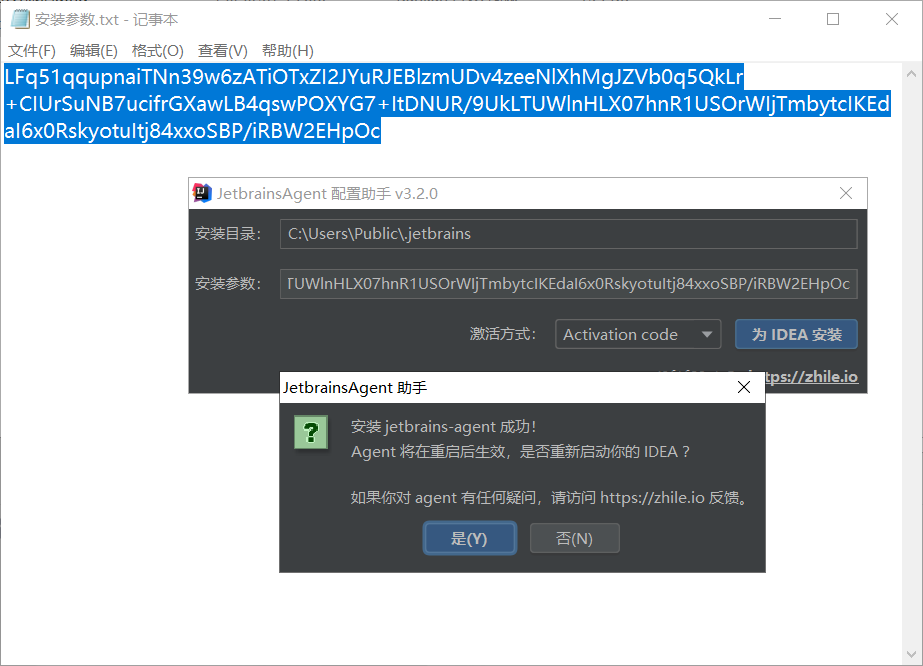 安装参数.txt - 记事本
文件(F) 编辑(E) 格式(O) 查看(V) 帮助(H)
LFq51qqupnaiTNn39w6zATiOTxZI2JYuRJEBlzmUDv4zeeNlXhMgJZVb0q5QkLr
+CIUrSuNB7ucifrGXawLB4qswPOXYG7+ItDNUR/9UkLTUWlnHLX07hnR1USOrWIjTmbytcIKEd
aI6x0RskyotuItj84xxoSBP/iRBW2EHpOc
JetbrainsAgent 配置助手 v3.2.0
安装目录： C:\Users\Public\.jetbrains
安装参数： TUWlnHLX07hnR1USOrWIjTmbytcIKEdaI6x0RskyotuItj84xxoSBP/iRBW2EHpOc
激活方式： Activation code 为 IDEA 安装
tps://zhile.io
JetbrainsAgent 助手
安装 jetbrains-agent 成功！
Agent 将在重启后生效，是否重新启动你的 IDEA？
如果你对 agent 有任何疑问，请访问 https://zhile.io 反馈。
是(Y) 否(N)